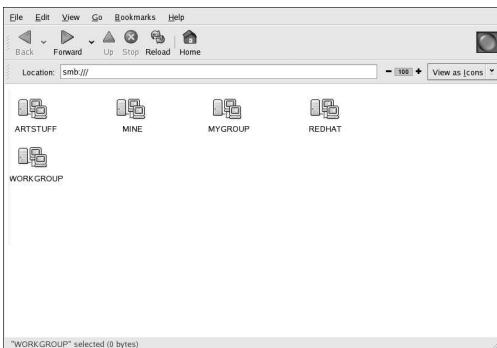 File Edit View Go Bookmarks Help
Back Forward Up Stop Reload Home
Location: smb:/// 100 View as Icons
ARTSTUFF MINE MYGROUP REDHAT
WORKGROUP
"WORKGROUP" selected (0 bytes)